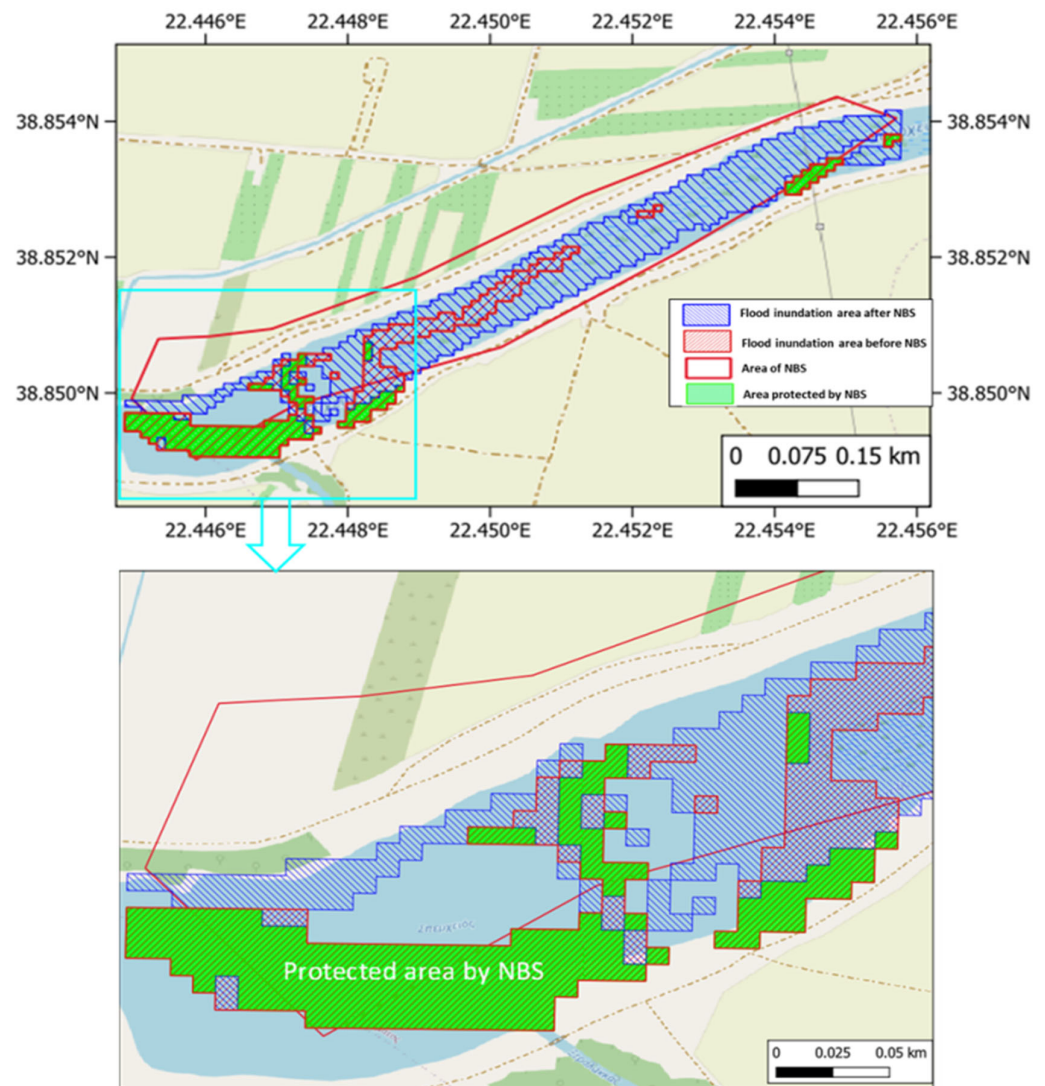 22.446°E 22.448°E 22.450°E 22.452°E 22.454°E 22.456°E
38.854°N 38.854°N
38.852°N 38.852°N
Flood inundation area after NBS
Flood inundation area before NBS
Area of NBS
Area protected by NBS
38.850°N 38.850°N
0 0.075 0.15 km
22.446°E 22.448°E 22.450°E 22.452°E 22.454°E 22.456°E
Σπερχειός
Protected area by NBS
0 0.025 0.05 km